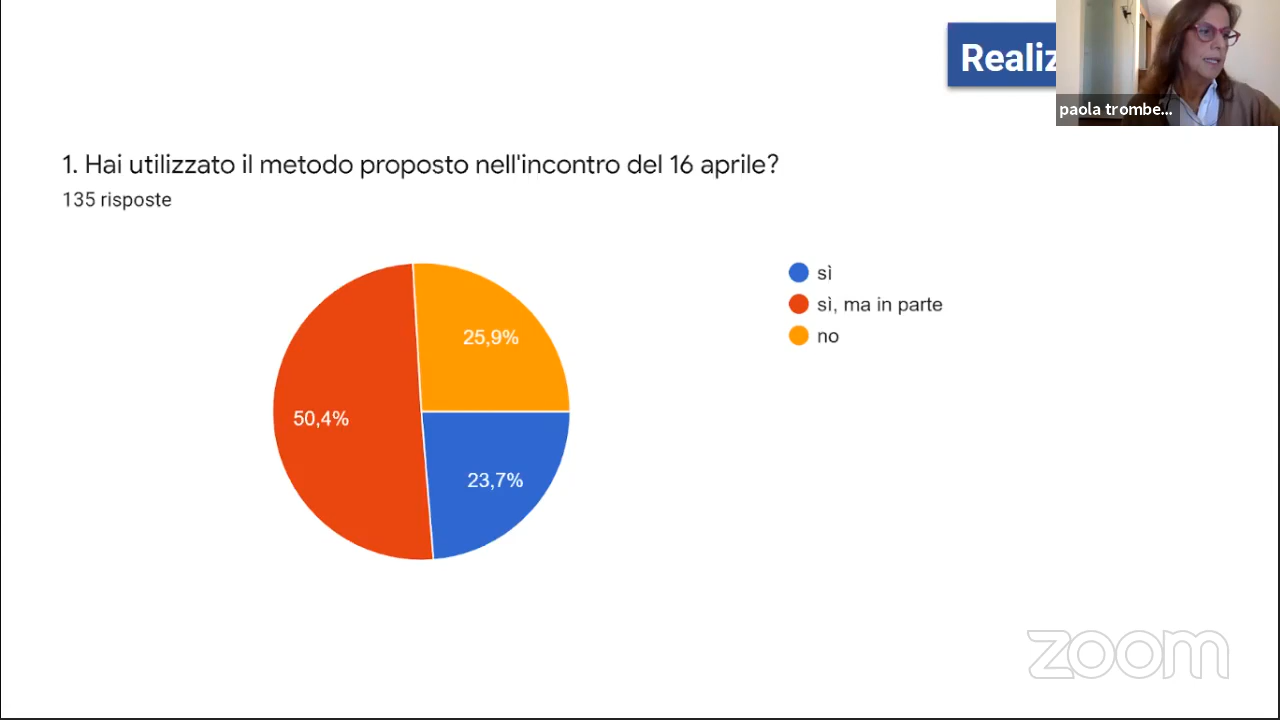 Realiz
paola trombe...
1. Hai utilizzato il metodo proposto nell'incontro del 16 aprile?
135 risposte
sì
sì, ma in parte
no
25,9%
50,4%
23,7%
zoom